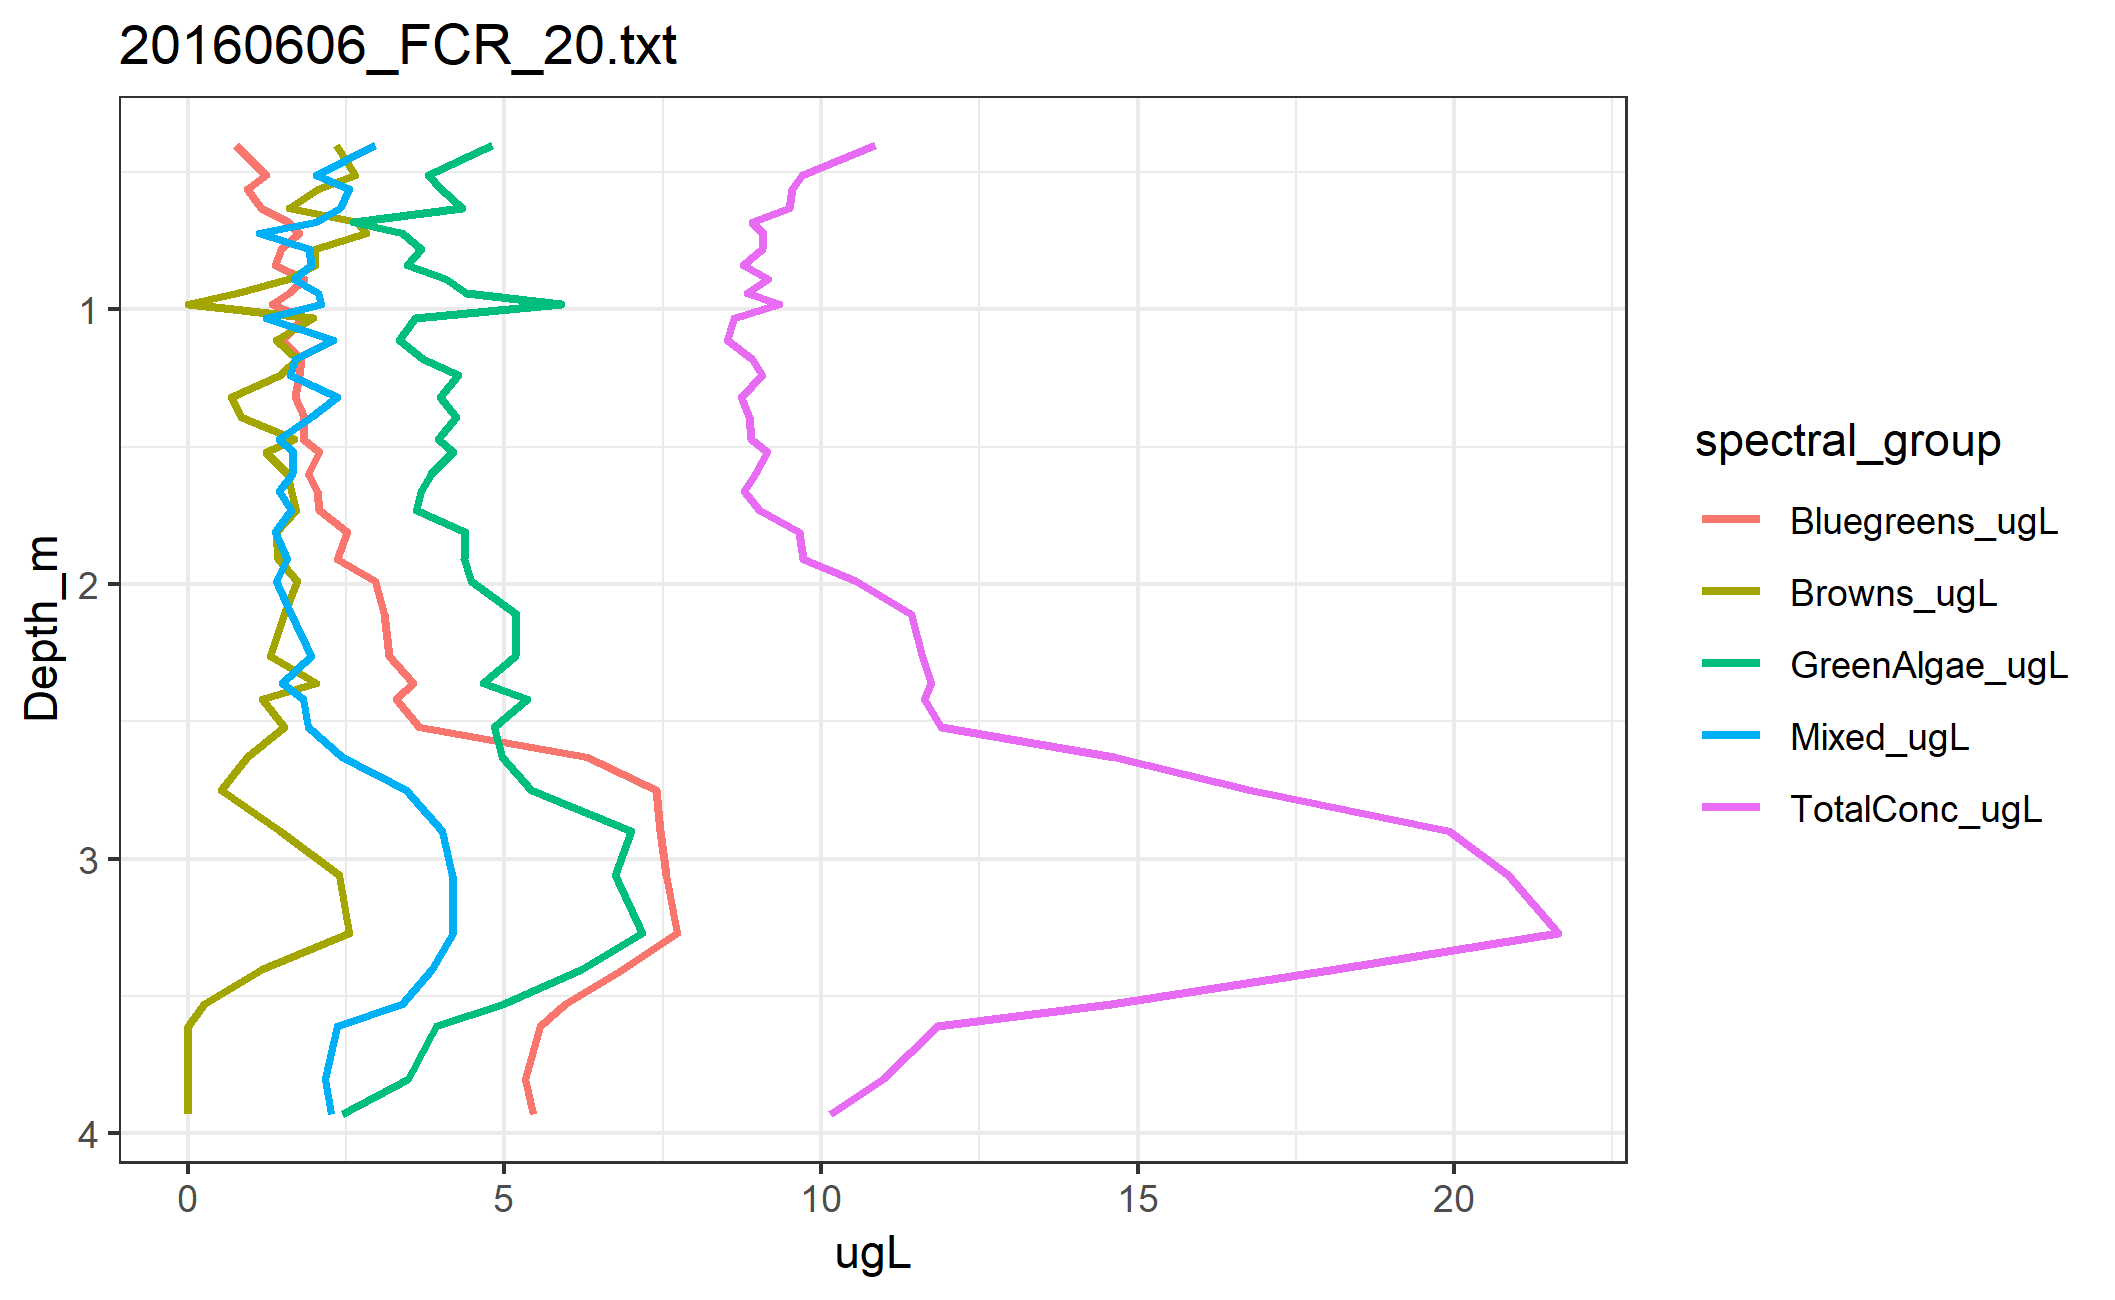 20160606_FCR_20.txt
Depth_m
1
2
3
4
0 5 10 15 20
ugL
spectral_group
Bluegreens_ugL
Browns_ugL
GreenAlgae_ugL
Mixed_ugL
TotalConc_ugL